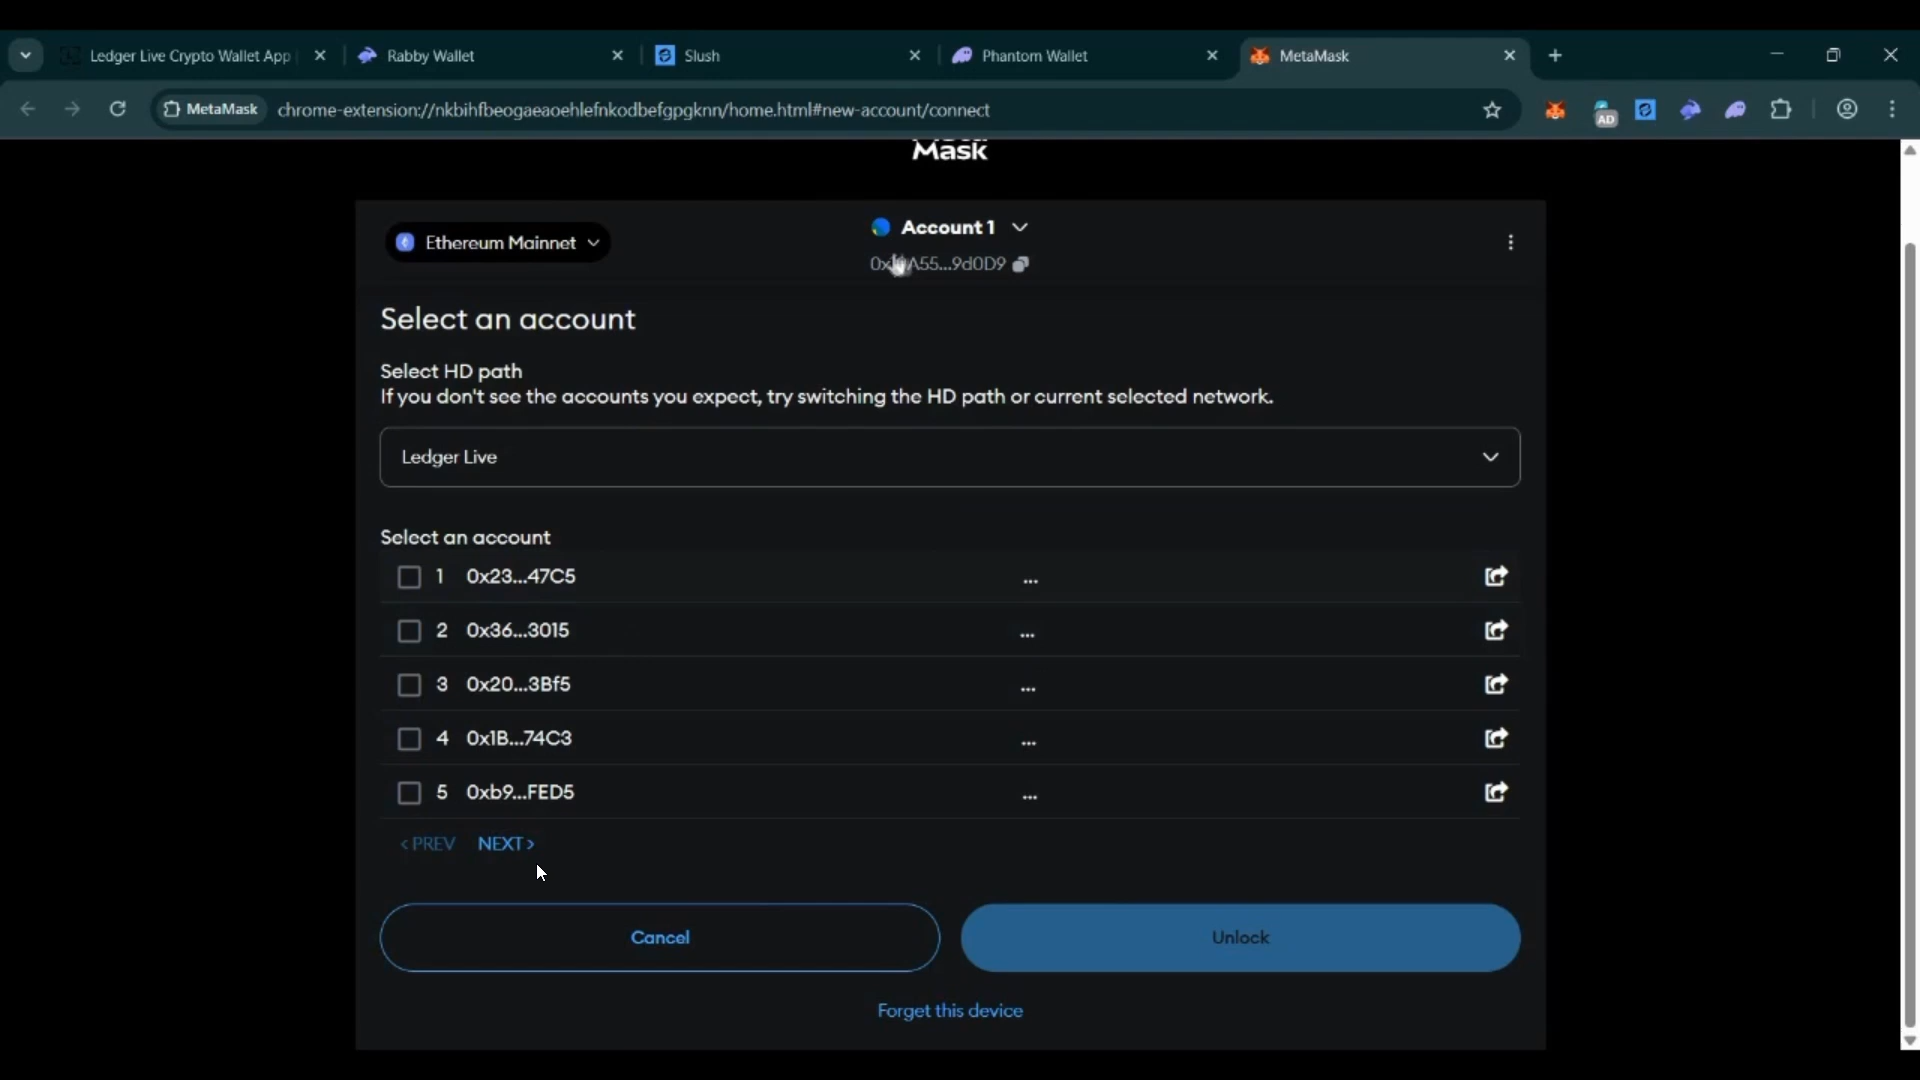 Ledger Live Crypto Wallet App
Rabby Wallet
Slush
Phantom Wallet
MetaMask
MetaMask
chrome-extension://nkbihfbeogaeaoehlefnkodbefgpgknn/home.html#new-account/connect
AD
Mask
Ethereum Mainnet
Account 1
Select an account
Select HD path
If you don't see the accounts you expect, try switching the HD path or current selected network.
Ledger Live
Select an account
1 0x23...47C5 ...
2 0x36...3015 ...
3 0x20...3Bf5 ...
4 0x1B...74C3 ...
5 0xb9...FED5 ...
< PREV NEXT >
Cancel
Unlock
Forget this device